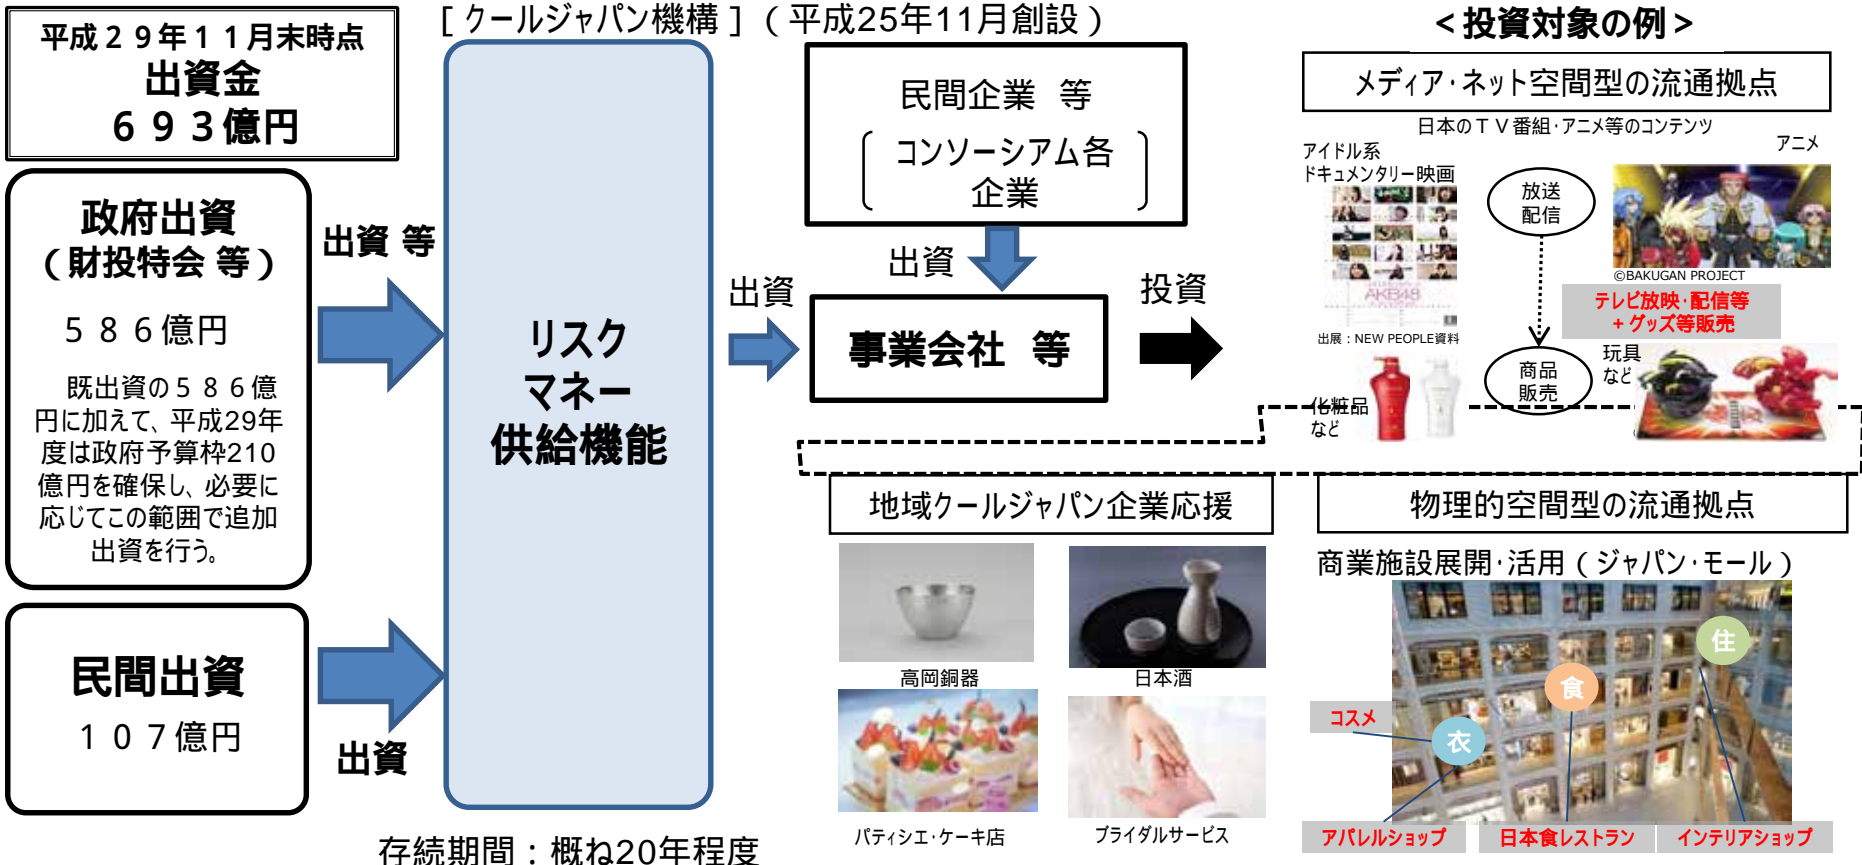 ［クールジャパン機構］（平成25年11月創設）
平成２９年１１月末時点
出資金
６９３億円
政府出資
（財投特会 等）
５８６億円
既出資の５８６億
円に加えて、平成29年
度は政府予算枠210
億円を確保し、必要に
応じてこの範囲で追加
出資を行う。
出資 等
民間出資
１０７億円
出資
リスク
マネー
供給機能
存続期間：概ね20年程度
出資
民間企業 等
コンソーシアム各
企業
出資
事業会社 等
投資
＜投資対象の例＞
メディア・ネット空間型の流通拠点
日本のＴＶ番組・アニメ等のコンテンツ
アイドル系
ドキュメンタリー映画
アニメ
放送
配信
AKB48
©BAKUGAN PROJECT
テレビ放映・配信等
＋グッズ等販売
出展：NEW PEOPLE資料
商品
販売
玩具
など
化粧品
など
地域クールジャパン企業応援
高岡銅器
日本酒
パティシエ・ケーキ店
ブライダルサービス
物理的空間型の流通拠点
商業施設展開・活用（ジャパン・モール）
住
食
衣
コスメ
アパレルショップ
日本食レストラン
インテリアショップ